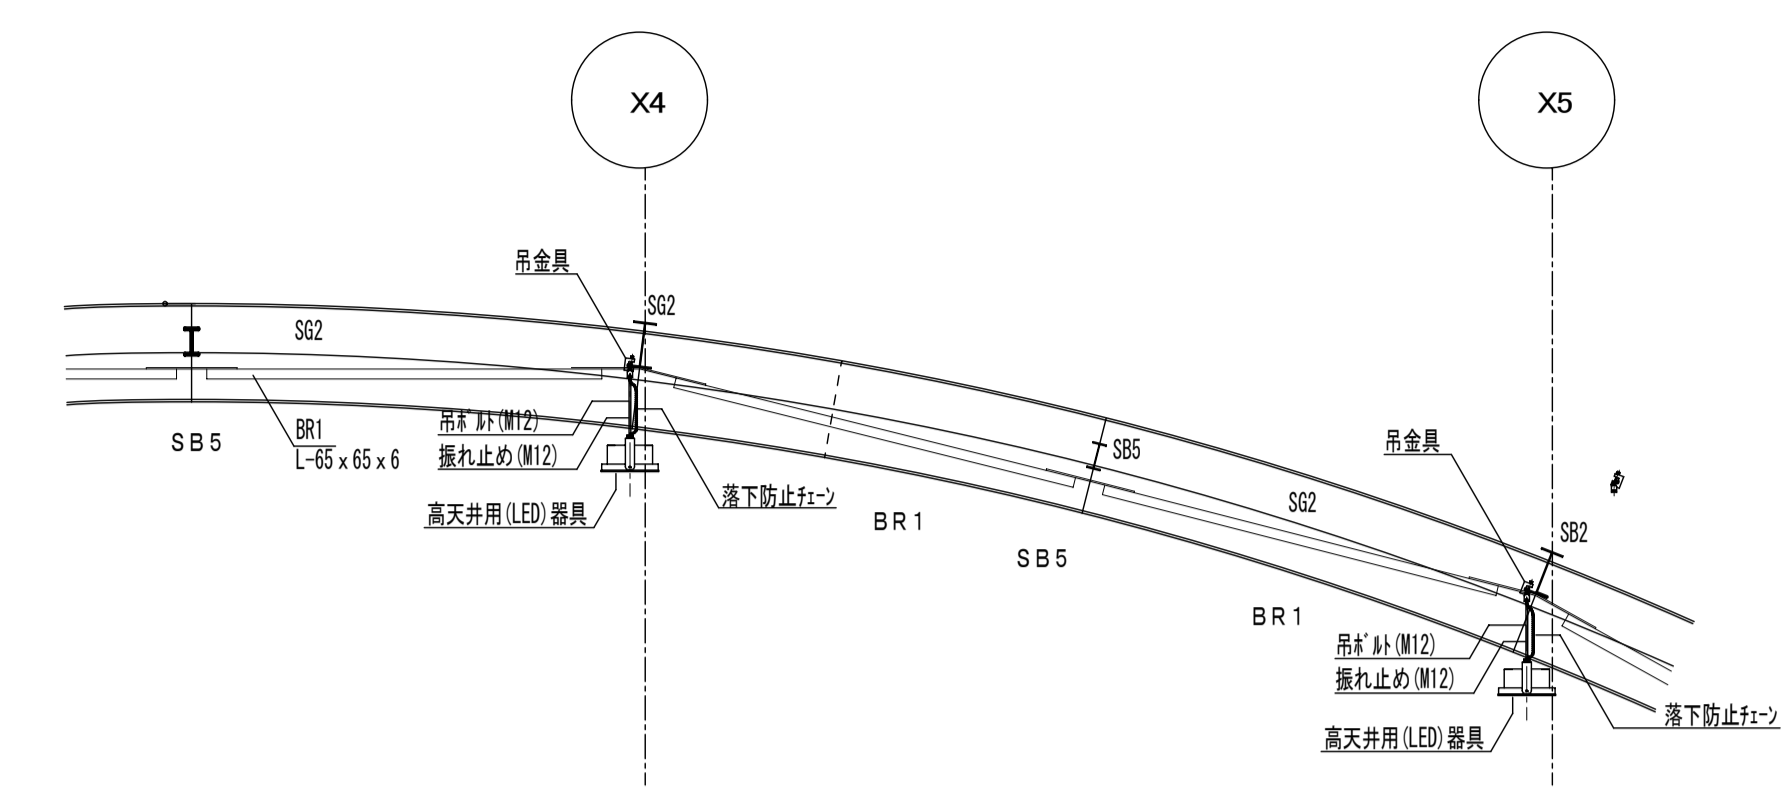 X4
X5
吊金具
SG2
SG2
SB5
BR1
L-65 x 65 x 6
吊ﾎﾞﾙﾄ(M12)
振れ止め(M12)
高天井用(LED)器具
落下防止ﾁｪｰﾝ
BR1
SB5
SB5
吊金具
SG2
SB2
BR1
吊ﾎﾞﾙﾄ(M12)
振れ止め(M12)
高天井用(LED)器具
落下防止ﾁｪｰﾝ